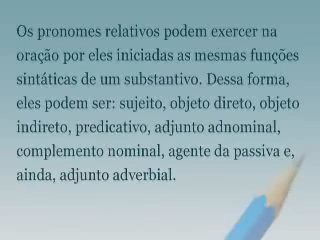 Os pronomes relativos podem exercer na
oração por eles iniciadas as mesmas funções
sintáticas de um substantivo. Dessa forma,
eles podem ser: sujeito, objeto direto, objeto
indireto, predicativo, adjunto adnominal,
complemento nominal, agente da passiva e,
ainda, adjunto adverbial.